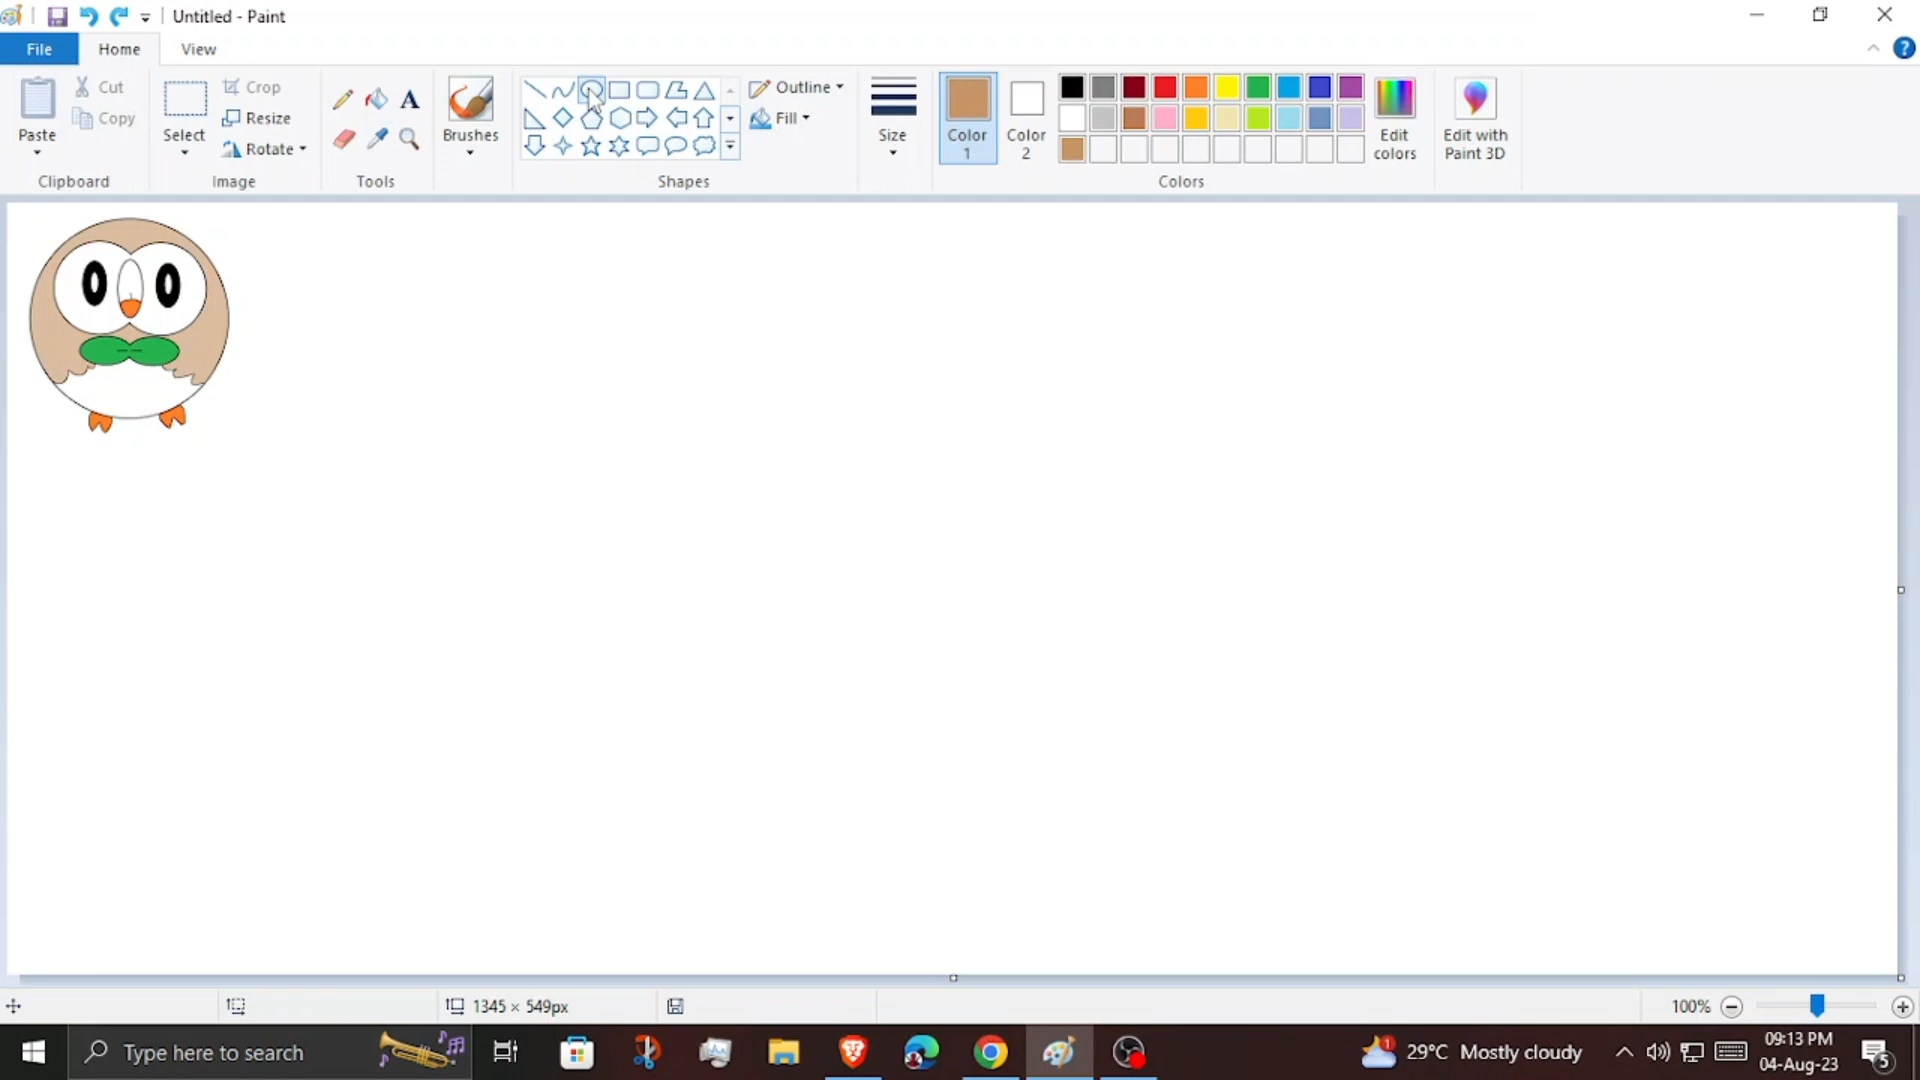 Untitled - Paint
File Home View
Paste Cut Copy Clipboard
Select Crop Resize Rotate Image
A Tools
Brushes
Shapes
Outline Fill
Size
Color 1 Color 2
Colors
Edit colors
Edit with Paint 3D
?
1345 × 549px
100%
Type here to search
1 29°C Mostly cloudy
09:13 PM
04-Aug-23
5